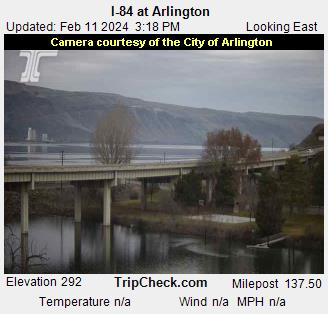 I-84 at Arlington
Updated: Feb 11 2024 3:18 PM Looking East
Camera courtesy of the City of Arlington
Elevation 292 TripCheck.com Milepost 137.50
Temperature n/a Wind n/a MPH n/a